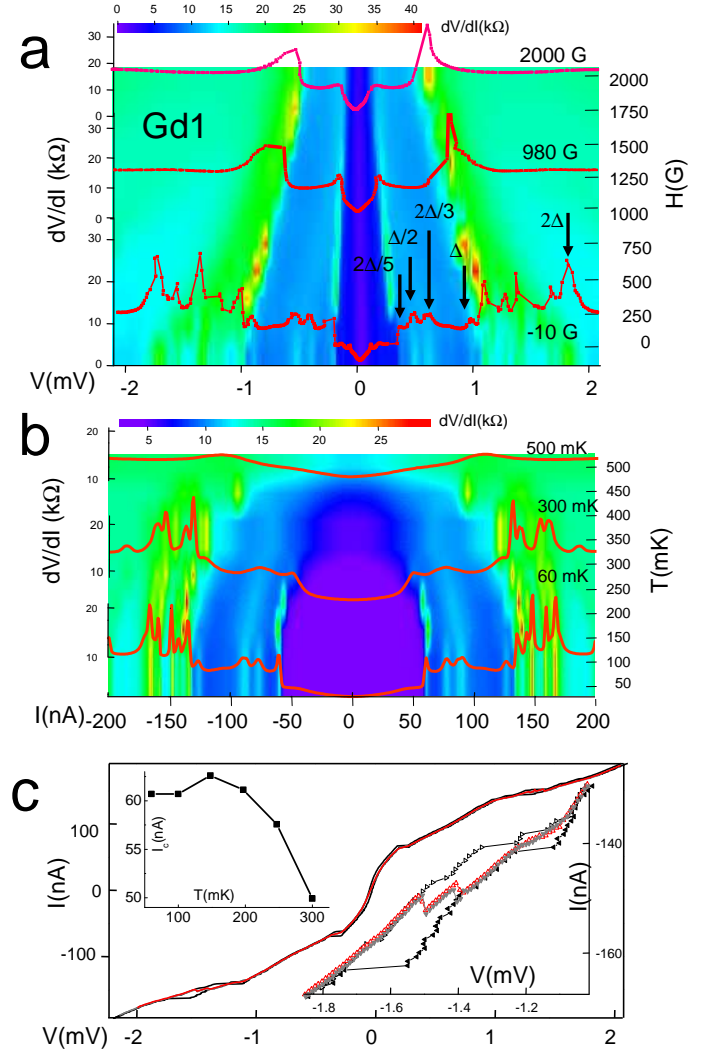 a
0 5 10 15 20 25 30 35 40 dV/dI(kΩ)
Gd1
2000 G
980 G
-10 G
2Δ/5
Δ/2
2Δ/3
Δ
2Δ
dV/dI (kΩ)
30
20
10
0
dV/dI (kΩ)
30
20
10
0
30
20
10
0
H(G)
2000
1750
1500
1250
1000
750
500
250
0
V(mV) -2 -1 0 1 2
b
5 10 15 20 25 dV/dI(kΩ)
500 mK
300 mK
60 mK
dV/dI (kΩ)
20
10
20
10
20
10
T(mK)
500
450
400
350
300
250
200
150
100
50
I(nA) -200 -150 -100 -50 0 50 100 150 200
c
I(nA)
100
0
-100
V(mV) -2 -1 0 1 2
60
55
50
Ic(nA)
T(mK)
100 200 300
I(nA)
-140
-160
V(mV)
-1.8 -1.6 -1.4 -1.2